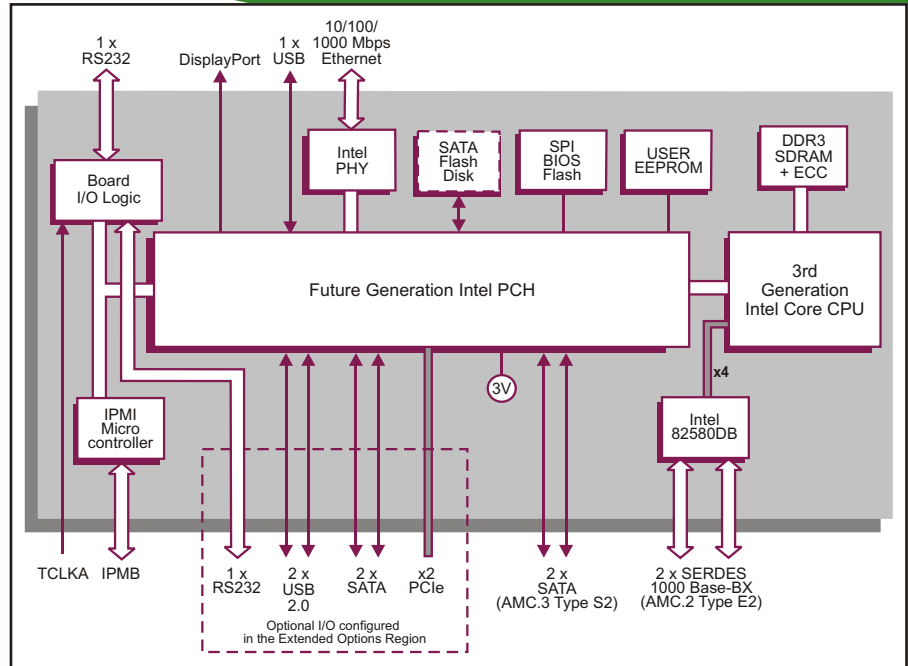 1 x
RS232
DisplayPort
1 x
USB
10/100/
1000 Mbps
Ethernet
Board
I/O Logic
Intel
PHY
SATA
Flash
Disk
SPI
BIOS
Flash
USER
EEPROM
DDR3
SDRAM
+ ECC
Future Generation Intel PCH
3rd
Generation
Intel Core CPU
x4
3V
IPMI
Micro
controller
Intel
82580DB
TCLKA
IPMB
1 x
RS232
2 x
USB
2.0
2 x
SATA
x2
PCIe
Optional I/O configured
in the Extended Options Region
2 x
SATA
(AMC.3 Type S2)
2 x SERDES
1000 Base-BX
(AMC.2 Type E2)